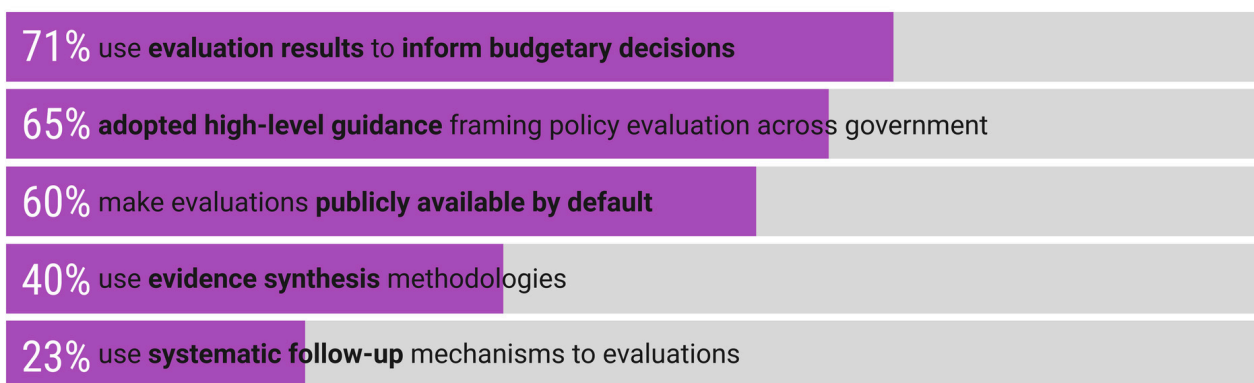 71% use evaluation results to inform budgetary decisions
65% adopted high-level guidance framing policy evaluation across government
60% make evaluations publicly available by default
40% use evidence synthesis methodologies
23% use systematic follow-up mechanisms to evaluations